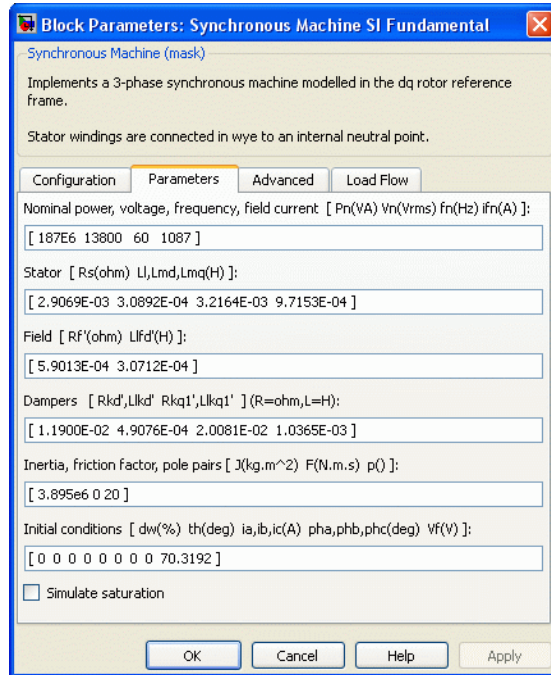 Block Parameters: Synchronous Machine SI Fundamental
Synchronous Machine (mask)
Implements a 3-phase synchronous machine modelled in the dq rotor reference
frame.
Stator windings are connected in wye to an internal neutral point.
Configuration Parameters Advanced Load Flow
Nominal power, voltage, frequency, field current [ Pn(VA) Vn(Vrms) fn(Hz) ifn(A) ]:
[ 187E6 13800 60 1087 ]
Stator [ Rs(ohm) Ll,Lmd,Lmq(H) ]:
[ 2.9069E-03 3.0892E-04 3.2164E-03 9.7153E-04 ]
Field [ Rf'(ohm) Llfd'(H) ]:
[ 5.9013E-04 3.0712E-04 ]
Dampers [ Rkd',Llkd' Rkq1',Llkq1' ] (R=ohm,L=H):
[ 1.1900E-02 4.9076E-04 2.0081E-02 1.0365E-03 ]
Inertia, friction factor, pole pairs [ J(kg.m^2) F(N.m.s) p() ]:
[ 3.895e6 0 20 ]
Initial conditions [ dw(%) th(deg) ia,ib,ic(A) pha,phb,phc(deg) Vf(V) ]:
[ 0 0 0 0 0 0 0 0 70.3192 ]
Simulate saturation
OK Cancel Help Apply